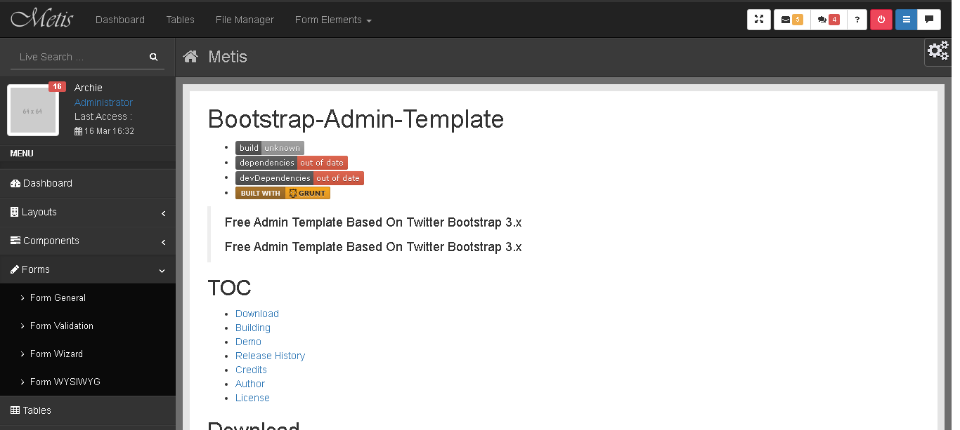 Metis Dashboard Tables File Manager Form Elements
6 4 ?
Live Search ...
Metis
16
Archie
Administrator
Last Access :
16 Mar 16:32
MENU
Dashboard
Layouts
Components
Forms
Form General
Form Validation
Form Wizard
Form WYSIWYG
Tables
Bootstrap-Admin-Template
build unknown
dependencies out of date
devDependencies out of date
BUILT WITH GRUNT
Free Admin Template Based On Twitter Bootstrap 3.x
Free Admin Template Based On Twitter Bootstrap 3.x
TOC
Download
Building
Demo
Release History
Credits
Author
License
Download